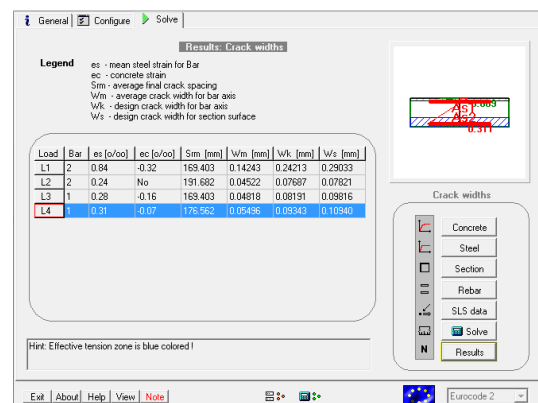 General Configure Solve
Results: Crack widths
Legend
es - mean steel strain for Bar
ec - concrete strain
Srm - average final crack spacing
Wm - average crack width for bar axis
Wk - design crack width for bar axis
Ws - design crack width for section surface
Load Bar es [o/oo] ec [o/oo] Srm [mm] Wm [mm] Wk [mm] Ws [mm]
L1 2 0.84 -0.32 169.403 0.14243 0.24213 0.29033
L2 2 0.24 No 191.682 0.04522 0.07687 0.07821
L3 1 0.28 -0.16 169.403 0.04818 0.08191 0.09816
L4 1 0.31 -0.07 176.562 0.05496 0.09343 0.10940
As1
As2
0.311
Crack widths
Concrete
Steel
Section
Rebar
SLS data
Solve
N Results
Hint: Effective tension zone is blue colored !
Exit About Help View Note
Eurocode 2